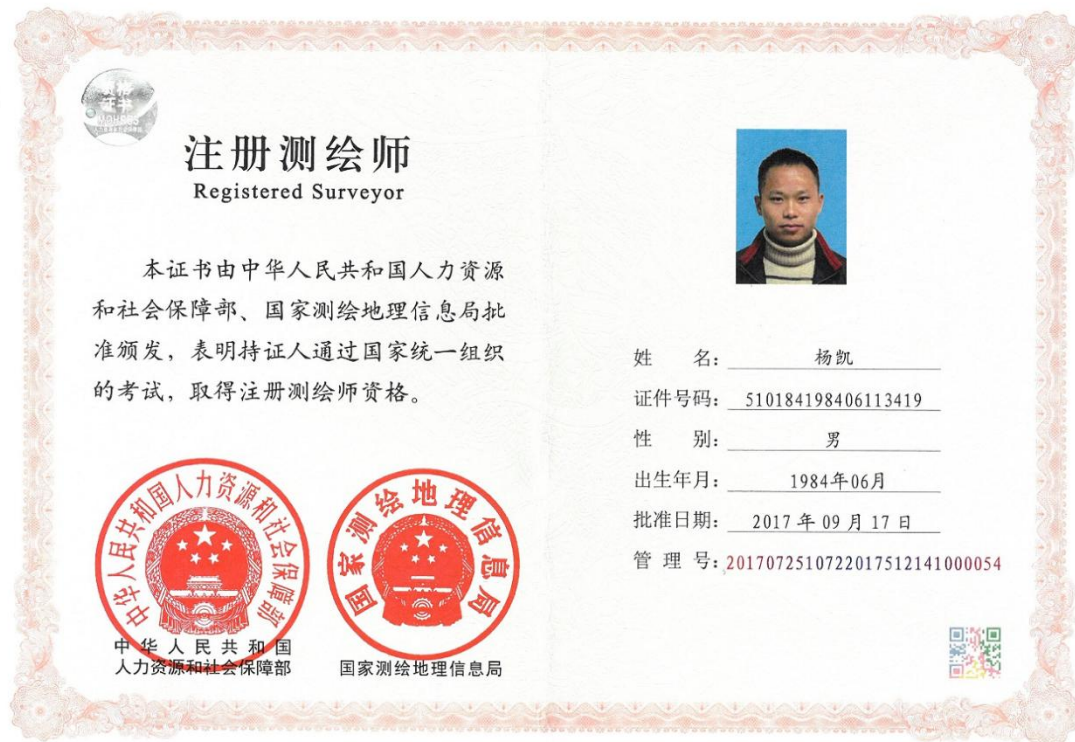 资格
证书
MOHRSS
注册测绘师
Registered Surveyor
本证书由中华人民共和国人力资源
和社会保障部、国家测绘地理信息局批
准颁发，表明持证人通过国家统一组织
的考试，取得注册测绘师资格。
中华人民共和国人力资源和社会保障部
国家测绘地理信息局
中华人民共和国
人力资源和社会保障部
国家测绘地理信息局
姓 名：杨凯
证件号码：510184198406113419
性 别：男
出生年月：1984年06月
批准日期：2017年09月17日
管 理 号：2017072510722017512141000054